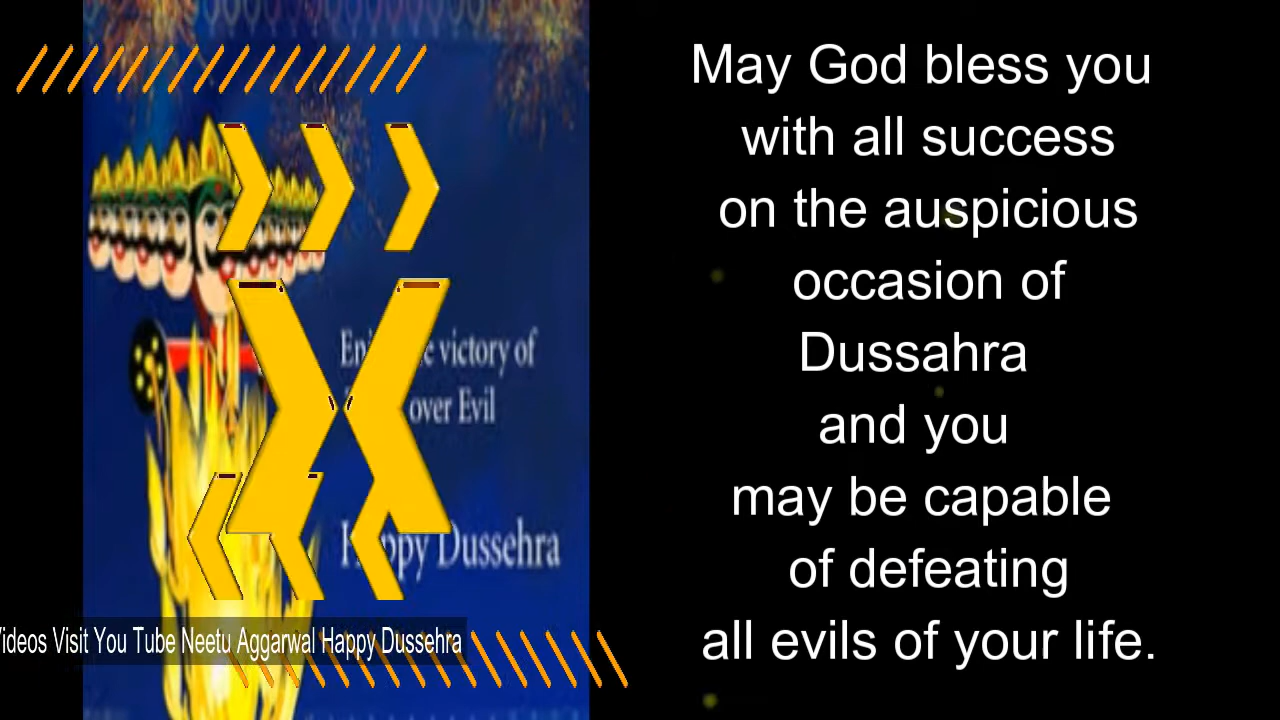 May God bless you
with all success
on the auspicious
occasion of
Dussahra
and you
may be capable
of defeating
all evils of your life.
victory of
over Evil
Happy Dussehra
Videos Visit You Tube Neetu Aggarwal Happy Dussehra